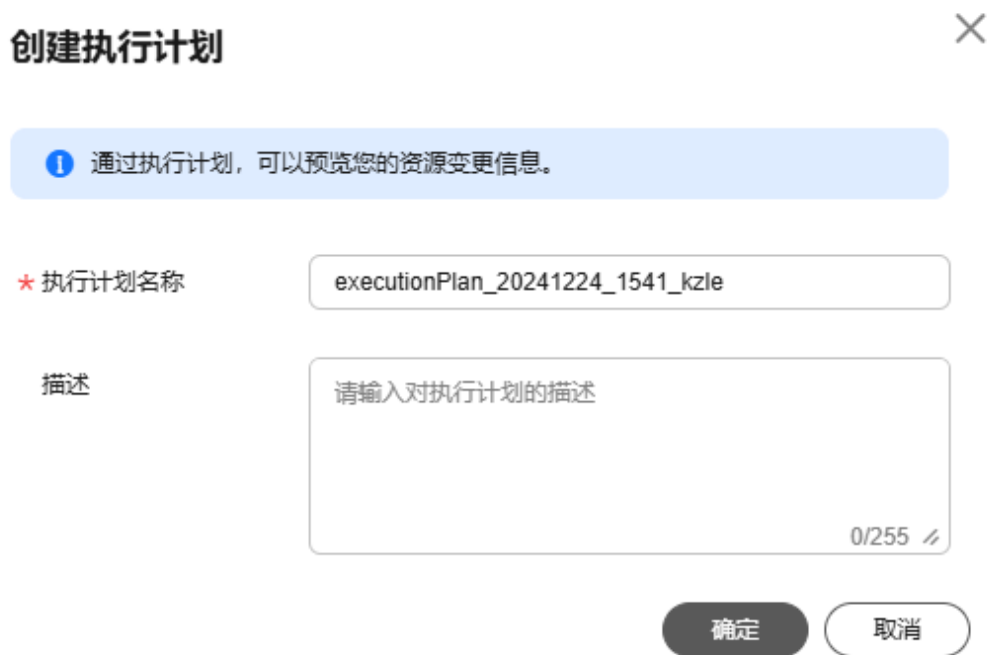 创建执行计划
通过执行计划，可以预览您的资源变更信息。
* 执行计划名称
executionPlan_20241224_1541_kzle
描述
请输入对执行计划的描述
0/255
确定
取消